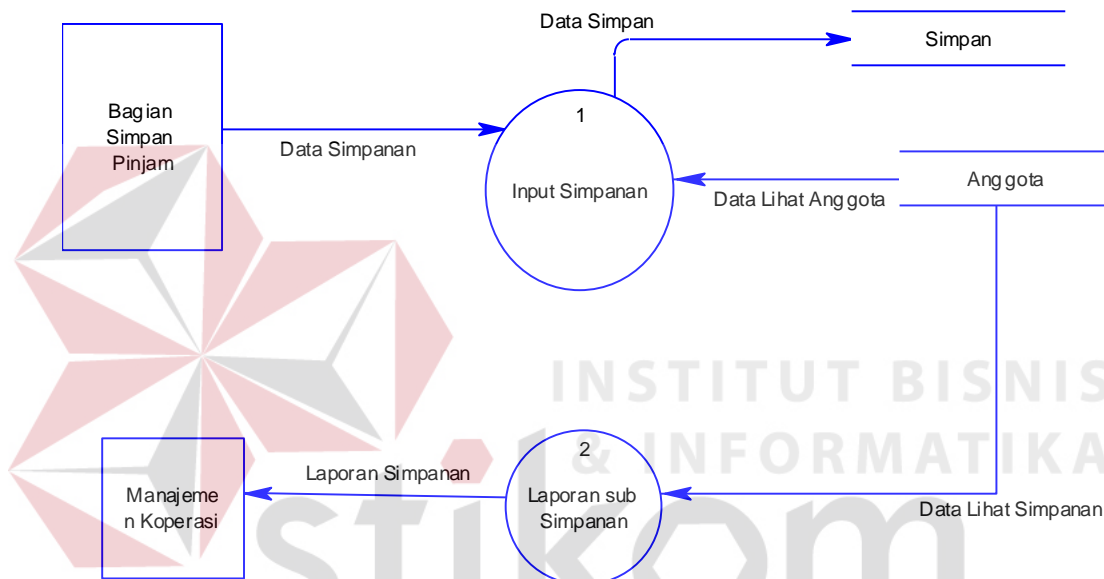 Data Simpan
Simpan
Bagian
Simpan
Pinjam
1
Data Simpanan
Input Simpanan
Anggota
Data Lihat Anggota
INSTITUT BISNIS
& INFORMATIKA
2
Laporan Simpanan
Manajeme
n Koperasi
Laporan sub
Simpanan
Data Lihat Simpanan
stikom